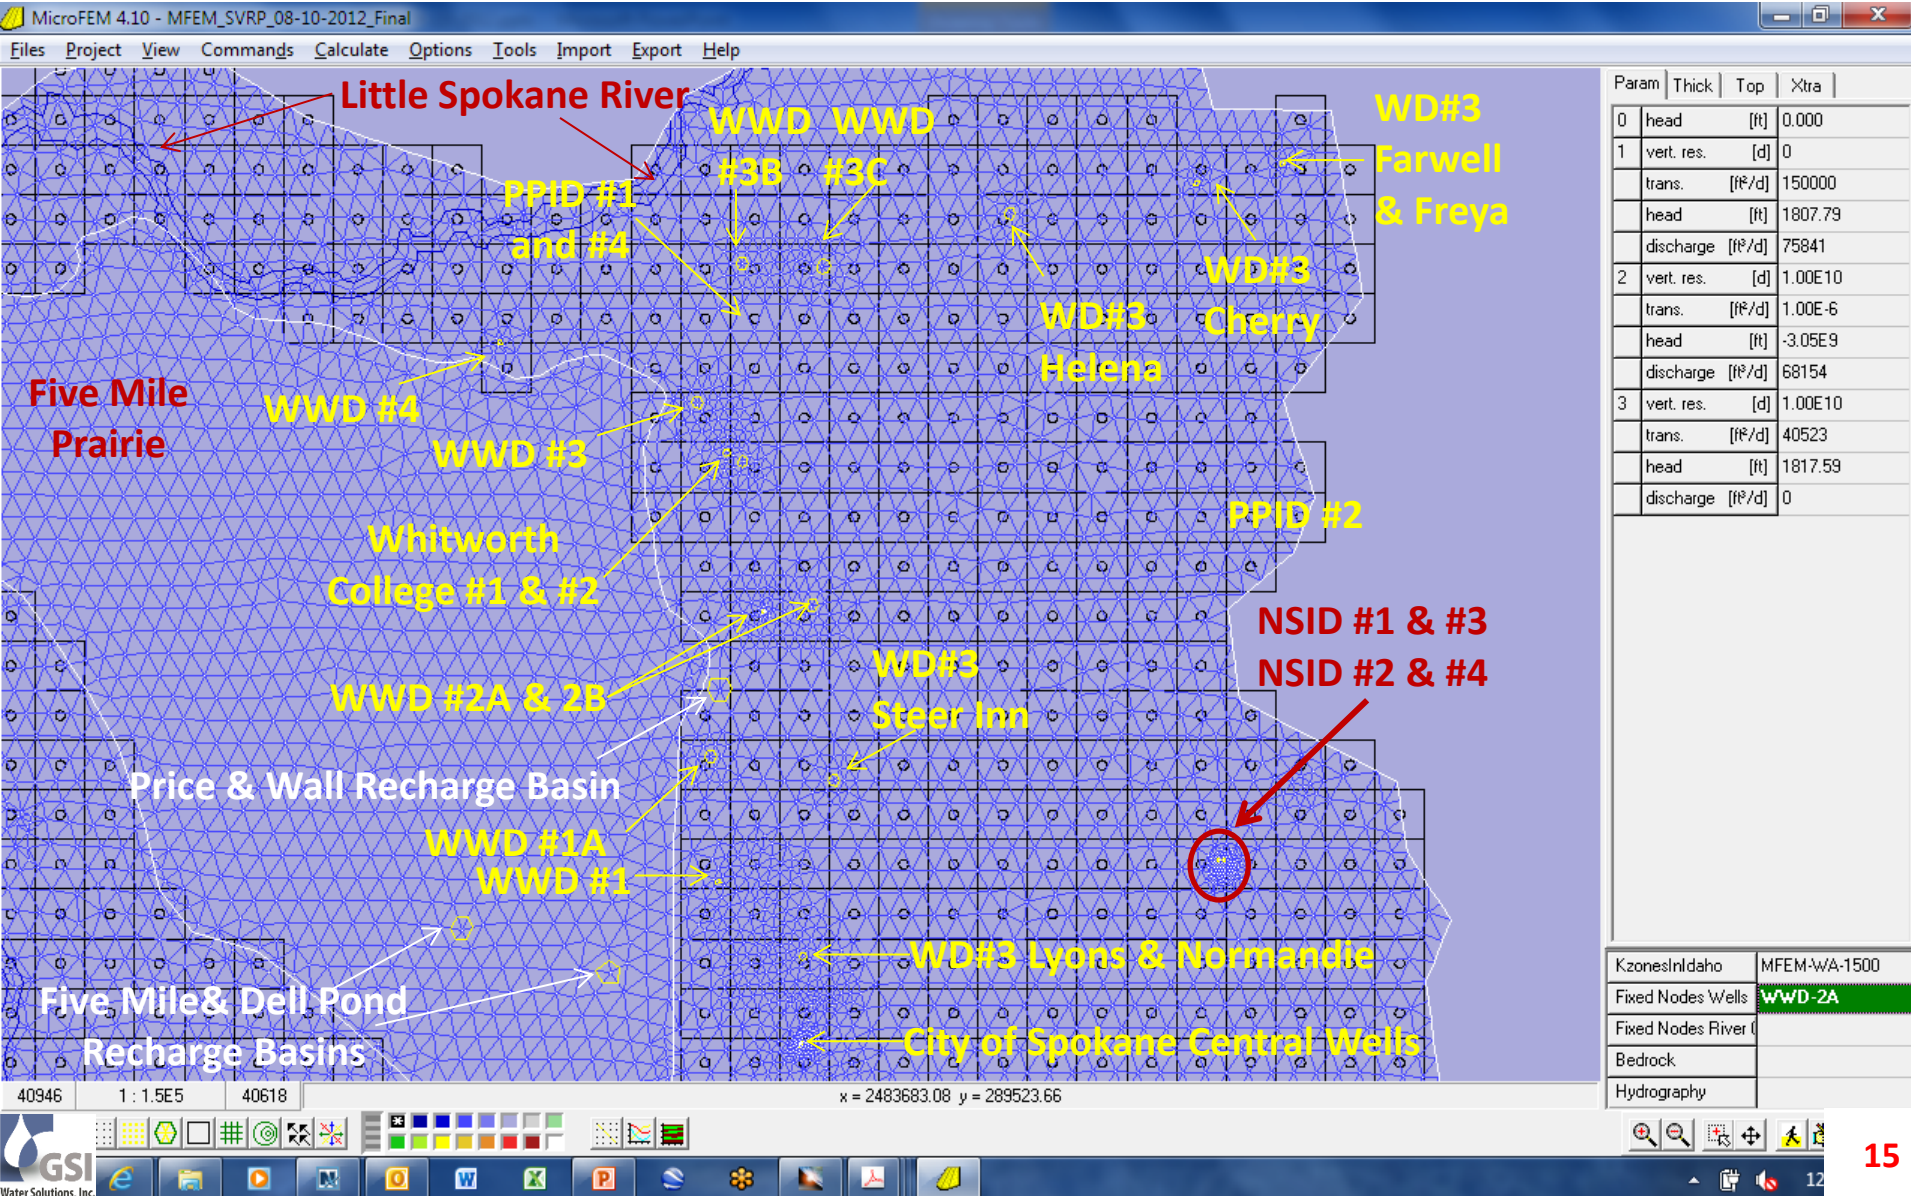 MicroFEM 4.10 - MFEM_SVRP_08-10-2012_Final
Files Project View Commands Calculate Options Tools Import Export Help
Little Spokane River
WWD
#3B
WWD
#3C
WD#3
Farwell
& Freya
PPID #1
and #4
WD#3
Cherry
WD#3
Helena
Five Mile
Prairie
WWD #4
WWD #3
Whitworth
College #1 & #2
PPID #2
NSID #1 & #3
NSID #2 & #4
WD#3
Steer Inn
WWD #2A & 2B
Price & Wall Recharge Basin
WWD #1A
WWD #1
WD#3 Lyons & Normandie
Five Mile& Dell Pond
Recharge Basins
City of Spokane Central Wells
Param Thick Top Xtra
0 head [ft] 0.000
1 vert. res. [d] 0
trans. [ft²/d] 150000
head [ft] 1807.79
discharge [ft³/d] 75841
2 vert. res. [d] 1.00E10
trans. [ft²/d] 1.00E-6
head [ft] -3.05E9
discharge [ft³/d] 68154
3 vert. res. [d] 1.00E10
trans. [ft²/d] 40523
head [ft] 1817.59
discharge [ft³/d] 0
KzonesInIdaho MFEM-WA-1500
Fixed Nodes Wells WWD-2A
Fixed Nodes River (
Bedrock
Hydrography
40946 1 : 1.5E5 40618 x = 2483683.08 y = 289523.66
GSI
Water Solutions, Inc.
12
15